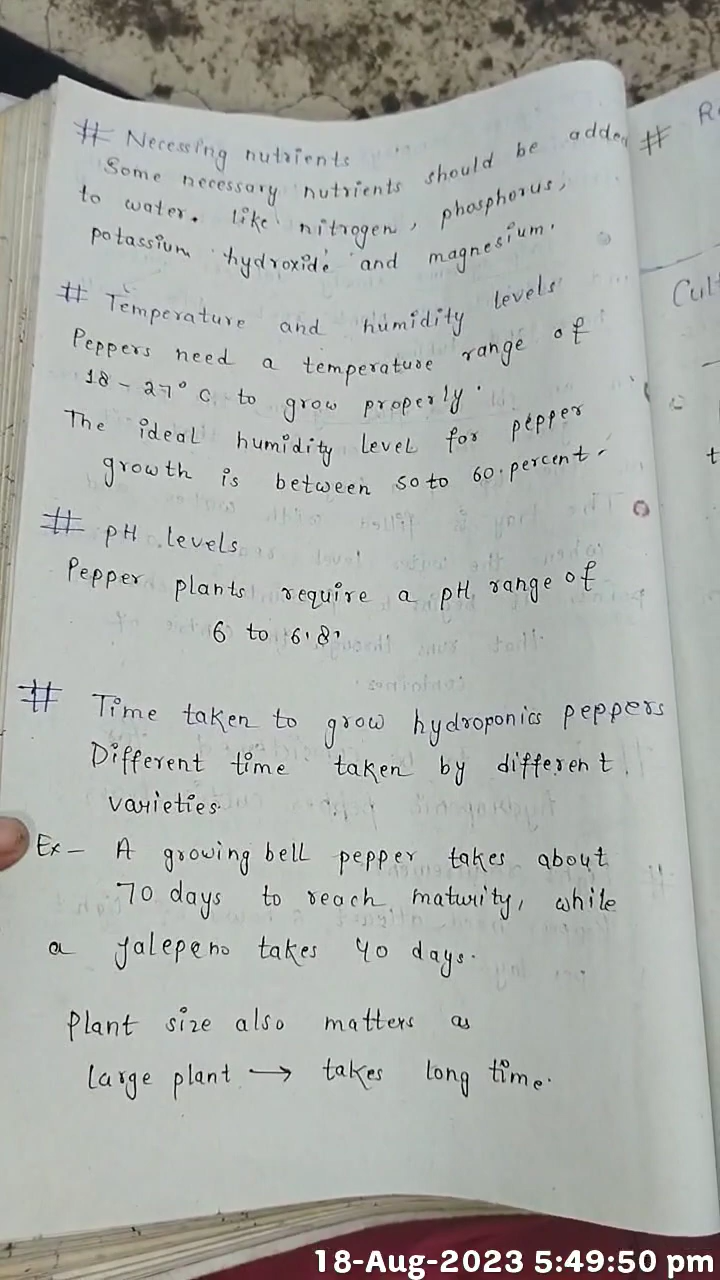 # Necessing nutrients
Some necessary nutrients should be added
to water. like nitrogen, phosphorus,
potassium hydroxide and magnesium.
# Temperature and humidity levels
Peppers need a temperature range of
18 - 27° C to grow properly.
The ideal humidity level for pepper
growth is between 50 to 60 percent.
# pH levels
Pepper plants require a pH range of
6 to 6.8.
# Time taken to grow hydroponics peppers
Different time taken by different
varieties.
Ex - A growing bell pepper takes about
70 days to reach maturity, while
a jalepeno takes 40 days.
Plant size also matters as
large plant → takes long time.
#
18-Aug-2023 5:49:50 pm